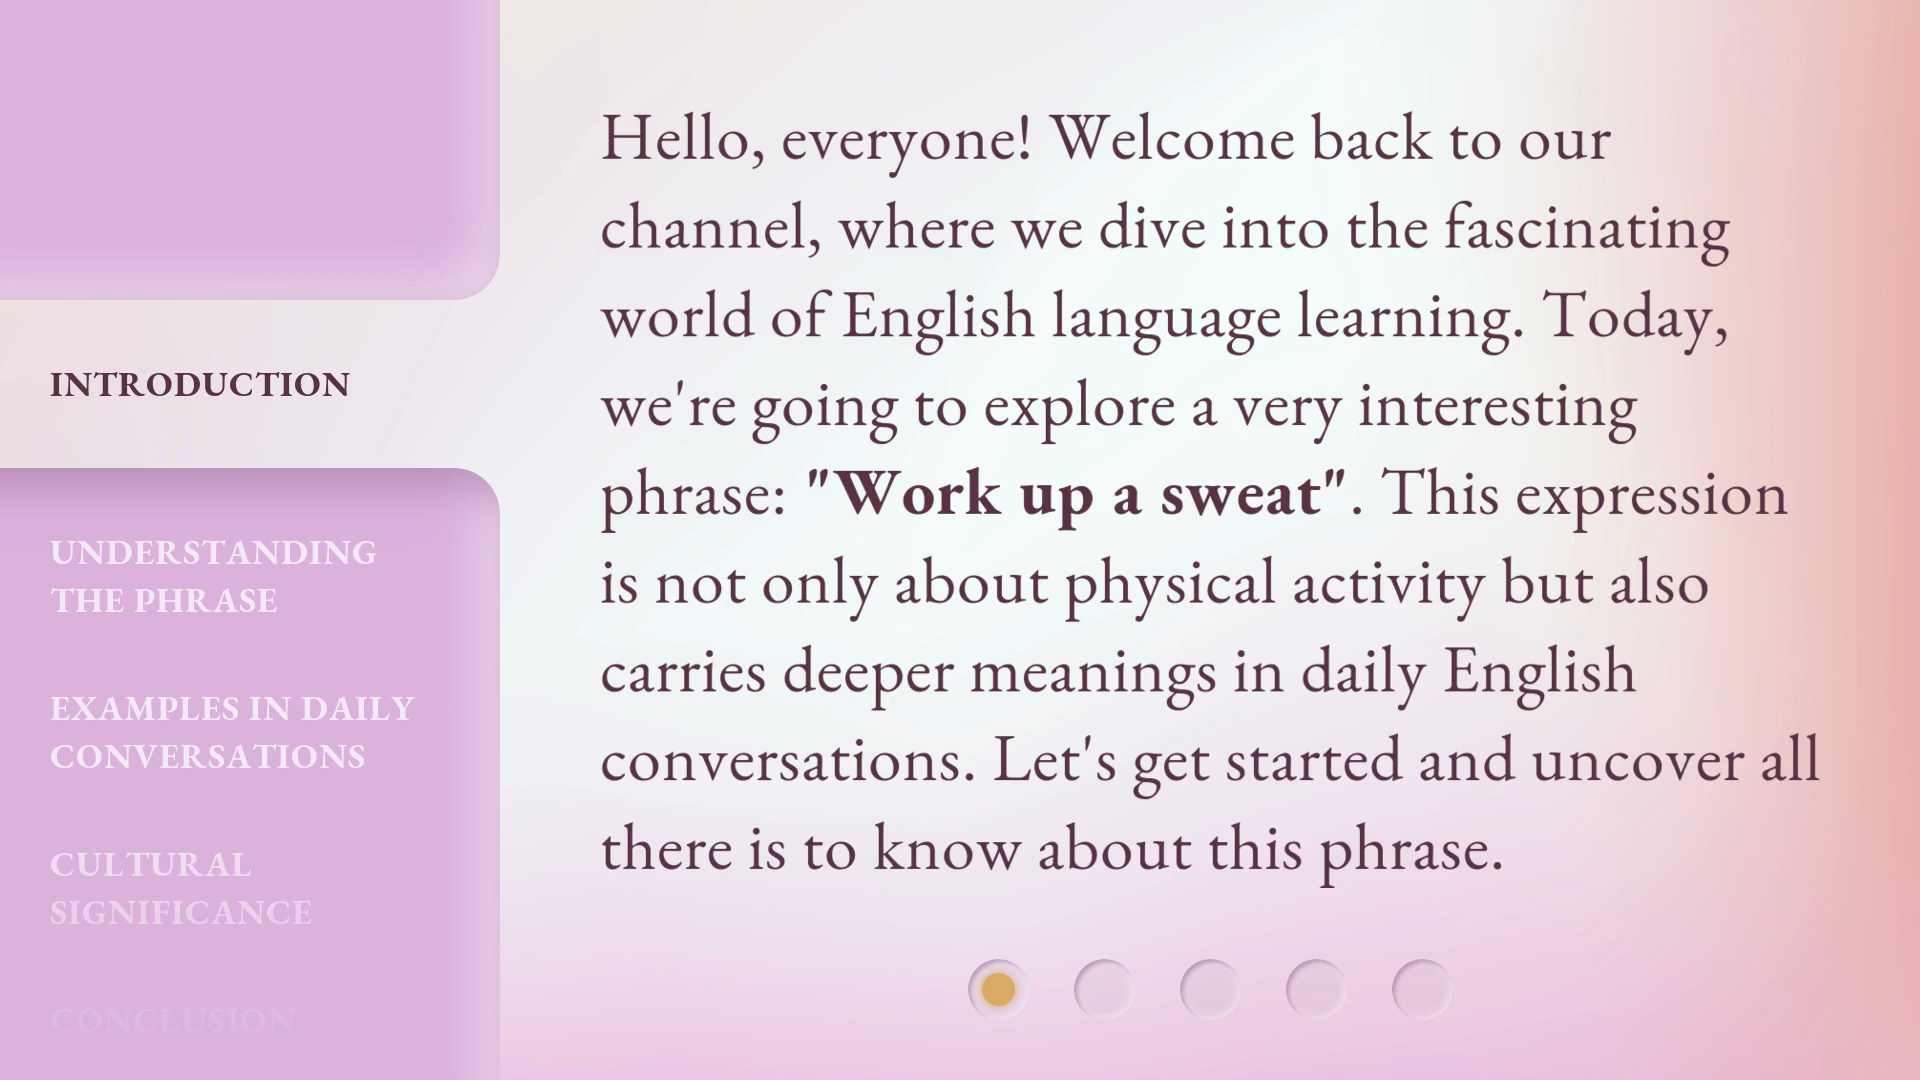 INTRODUCTION
UNDERSTANDING
THE PHRASE
EXAMPLES IN DAILY
CONVERSATIONS
CULTURAL
SIGNIFICANCE
CONCLUSION
Hello, everyone! Welcome back to our
channel, where we dive into the fascinating
world of English language learning. Today,
we're going to explore a very interesting
phrase: "Work up a sweat". This expression
is not only about physical activity but also
carries deeper meanings in daily English
conversations. Let's get started and uncover all
there is to know about this phrase.